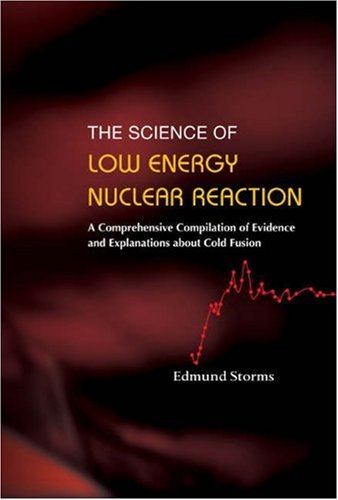 THE SCIENCE OF
LOW ENERGY
NUCLEAR REACTION
A Comprehensive Compilation of Evidence
and Explanations about Cold Fusion
Edmund Storms